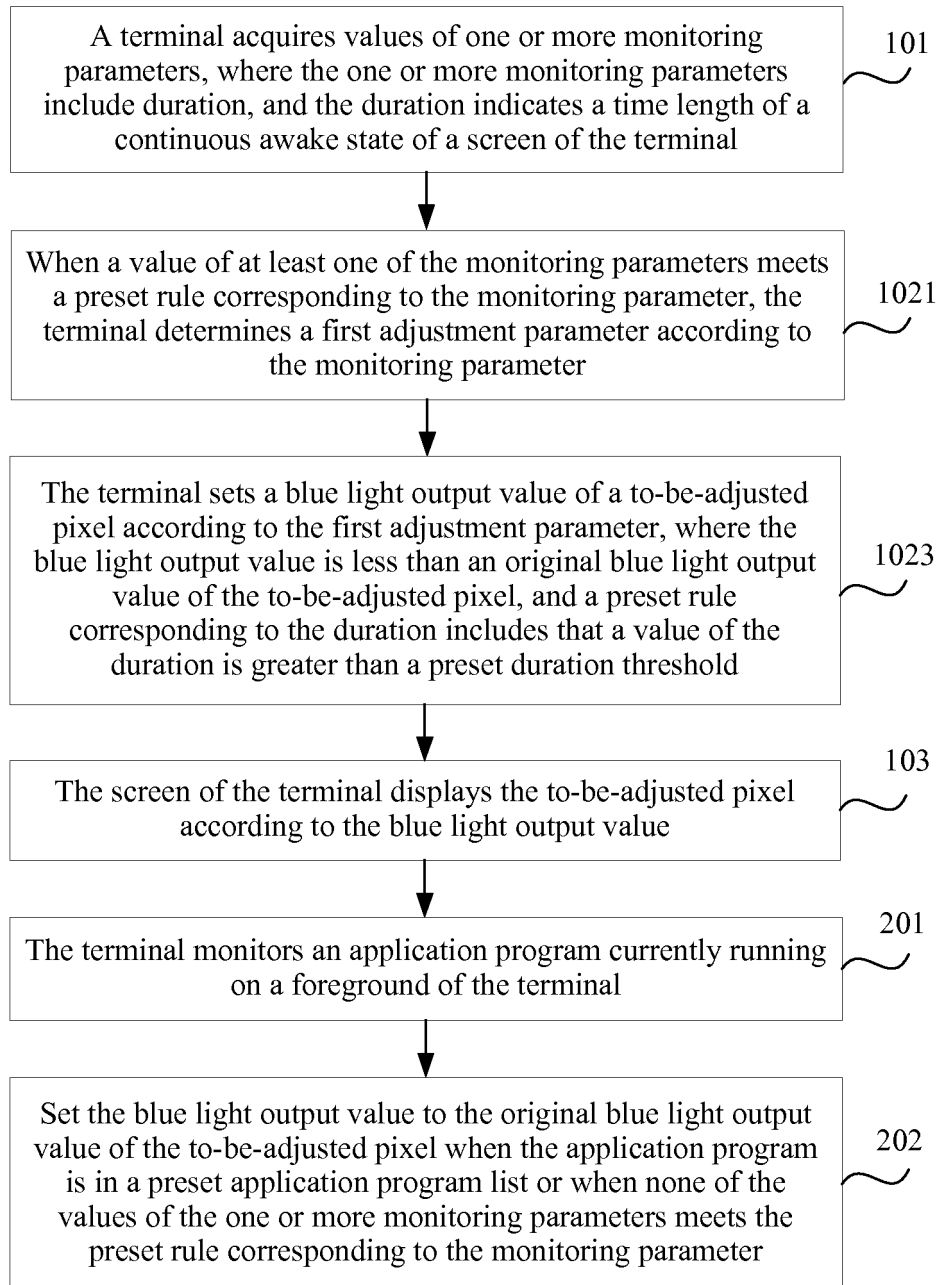 A terminal acquires values of one or more monitoring
parameters, where the one or more monitoring parameters
include duration, and the duration indicates a time length of a
continuous awake state of a screen of the terminal
101
When a value of at least one of the monitoring parameters meets
a preset rule corresponding to the monitoring parameter, the
terminal determines a first adjustment parameter according to
the monitoring parameter
1021
The terminal sets a blue light output value of a to-be-adjusted
pixel according to the first adjustment parameter, where the
blue light output value is less than an original blue light output
value of the to-be-adjusted pixel, and a preset rule
corresponding to the duration includes that a value of the
duration is greater than a preset duration threshold
1023
The screen of the terminal displays the to-be-adjusted pixel
according to the blue light output value
103
The terminal monitors an application program currently running
on a foreground of the terminal
201
Set the blue light output value to the original blue light output
value of the to-be-adjusted pixel when the application program
is in a preset application program list or when none of the
values of the one or more monitoring parameters meets the
preset rule corresponding to the monitoring parameter
202